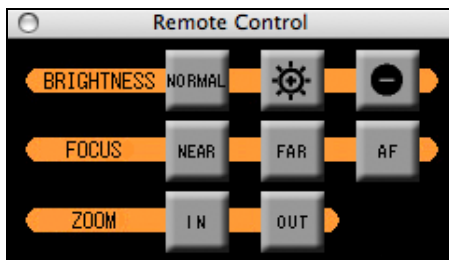 Remote Control
BRIGHTNESS NORMAL
FOCUS NEAR FAR AF
ZOOM IN OUT